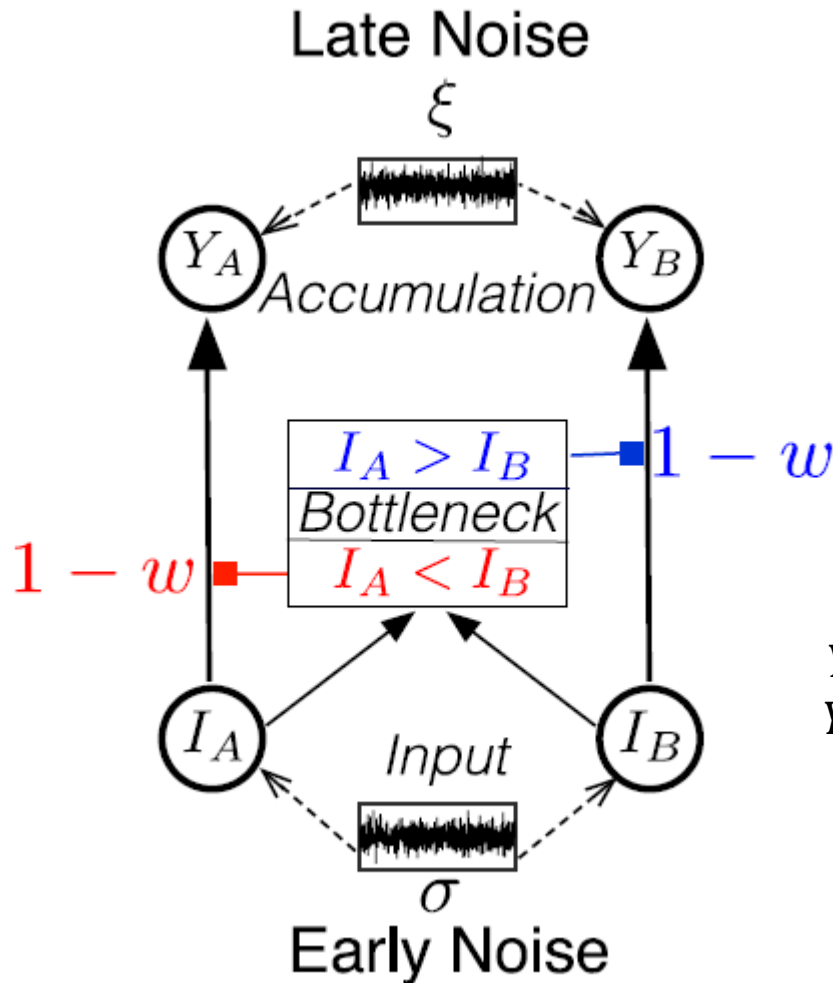 Late Noise
ξ
Y_A Y_B
Accumulation
I_A > I_B 1 − w
Bottleneck
1 − w I_A < I_B
I_A I_B
Input
σ
Early Noise